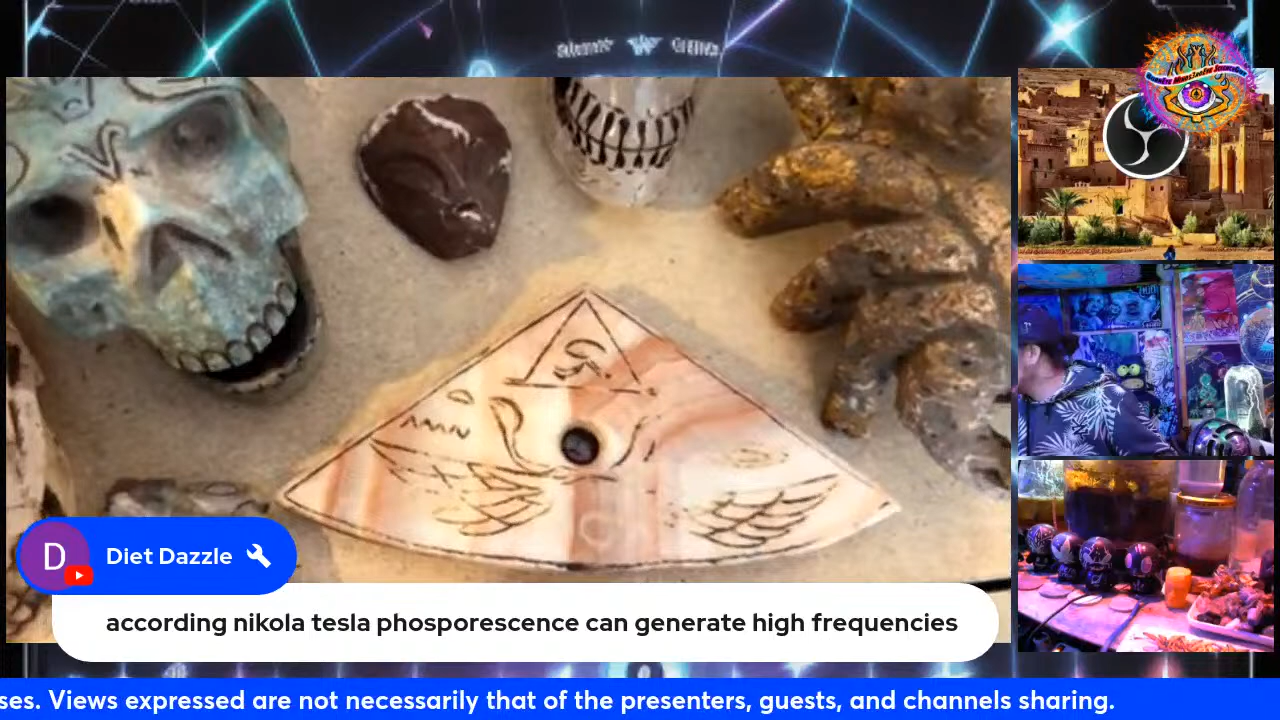 D
Diet Dazzle
according nikola tesla phosporescence can generate high frequencies
ses. Views expressed are not necessarily that of the presenters, guests, and channels sharing.